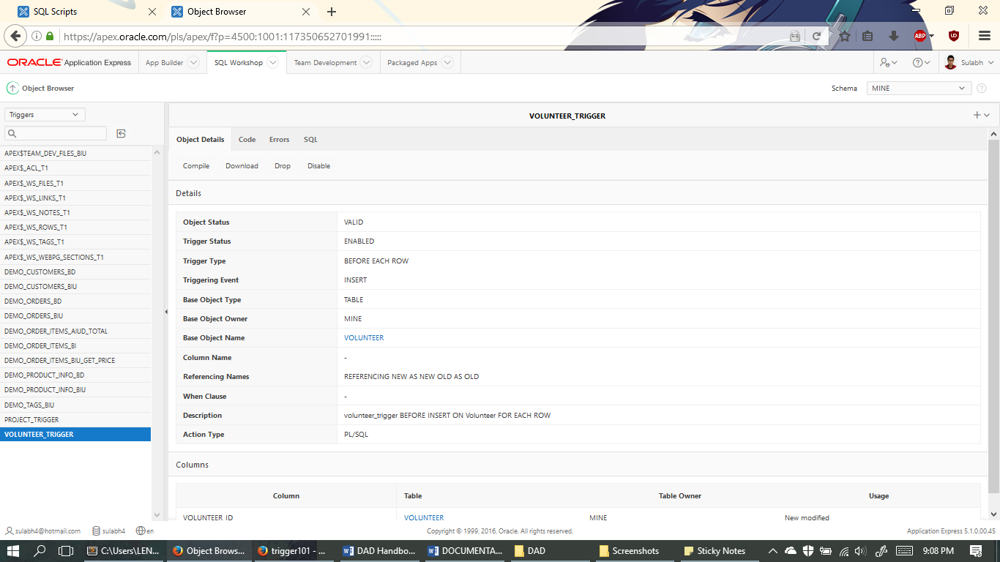 SQL Scripts
Object Browser
https://apex.oracle.com/pls/apex/f?p=4500:1001:117350652701991:::::
ABP
ORACLE Application Express
App Builder
SQL Workshop
Team Development
Packaged Apps
Sulabh
Object Browser
Schema
MINE
Triggers
VOLUNTEER_TRIGGER
Object Details
Code
Errors
SQL
Compile
Download
Drop
Disable
APEX$TEAM_DEV_FILES_BIU
APEX$_ACL_T1
APEX$_WS_FILES_T1
APEX$_WS_LINKS_T1
APEX$_WS_NOTES_T1
APEX$_WS_ROWS_T1
APEX$_WS_TAGS_T1
APEX$_WS_WEBPG_SECTIONS_T1
DEMO_CUSTOMERS_BD
DEMO_CUSTOMERS_BIU
DEMO_ORDERS_BD
DEMO_ORDERS_BIU
DEMO_ORDER_ITEMS_AIUD_TOTAL
DEMO_ORDER_ITEMS_BI
DEMO_ORDER_ITEMS_BIU_GET_PRICE
DEMO_PRODUCT_INFO_BD
DEMO_PRODUCT_INFO_BIU
DEMO_TAGS_BIU
PROJECT_TRIGGER
VOLUNTEER_TRIGGER
Details
Object Status VALID
Trigger Status ENABLED
Trigger Type BEFORE EACH ROW
Triggering Event INSERT
Base Object Type TABLE
Base Object Owner MINE
Base Object Name VOLUNTEER
Column Name -
Referencing Names REFERENCING NEW AS NEW OLD AS OLD
When Clause -
Description volunteer_trigger BEFORE INSERT ON Volunteer FOR EACH ROW
Action Type PL/SQL
Columns
Column Table Table Owner Usage
VOLUNTEER_ID VOLUNTEER MINE New modified
sulabh4@hotmail.com sulabh4 en
Copyright © 1999, 2016, Oracle. All rights reserved.
Application Express 5.1.0.00.45
C:\Users\LEN...
Object Brows...
trigger101 - ...
DAD Handbo...
DOCUMENTA...
DAD
Screenshots
Sticky Notes
9:08 PM